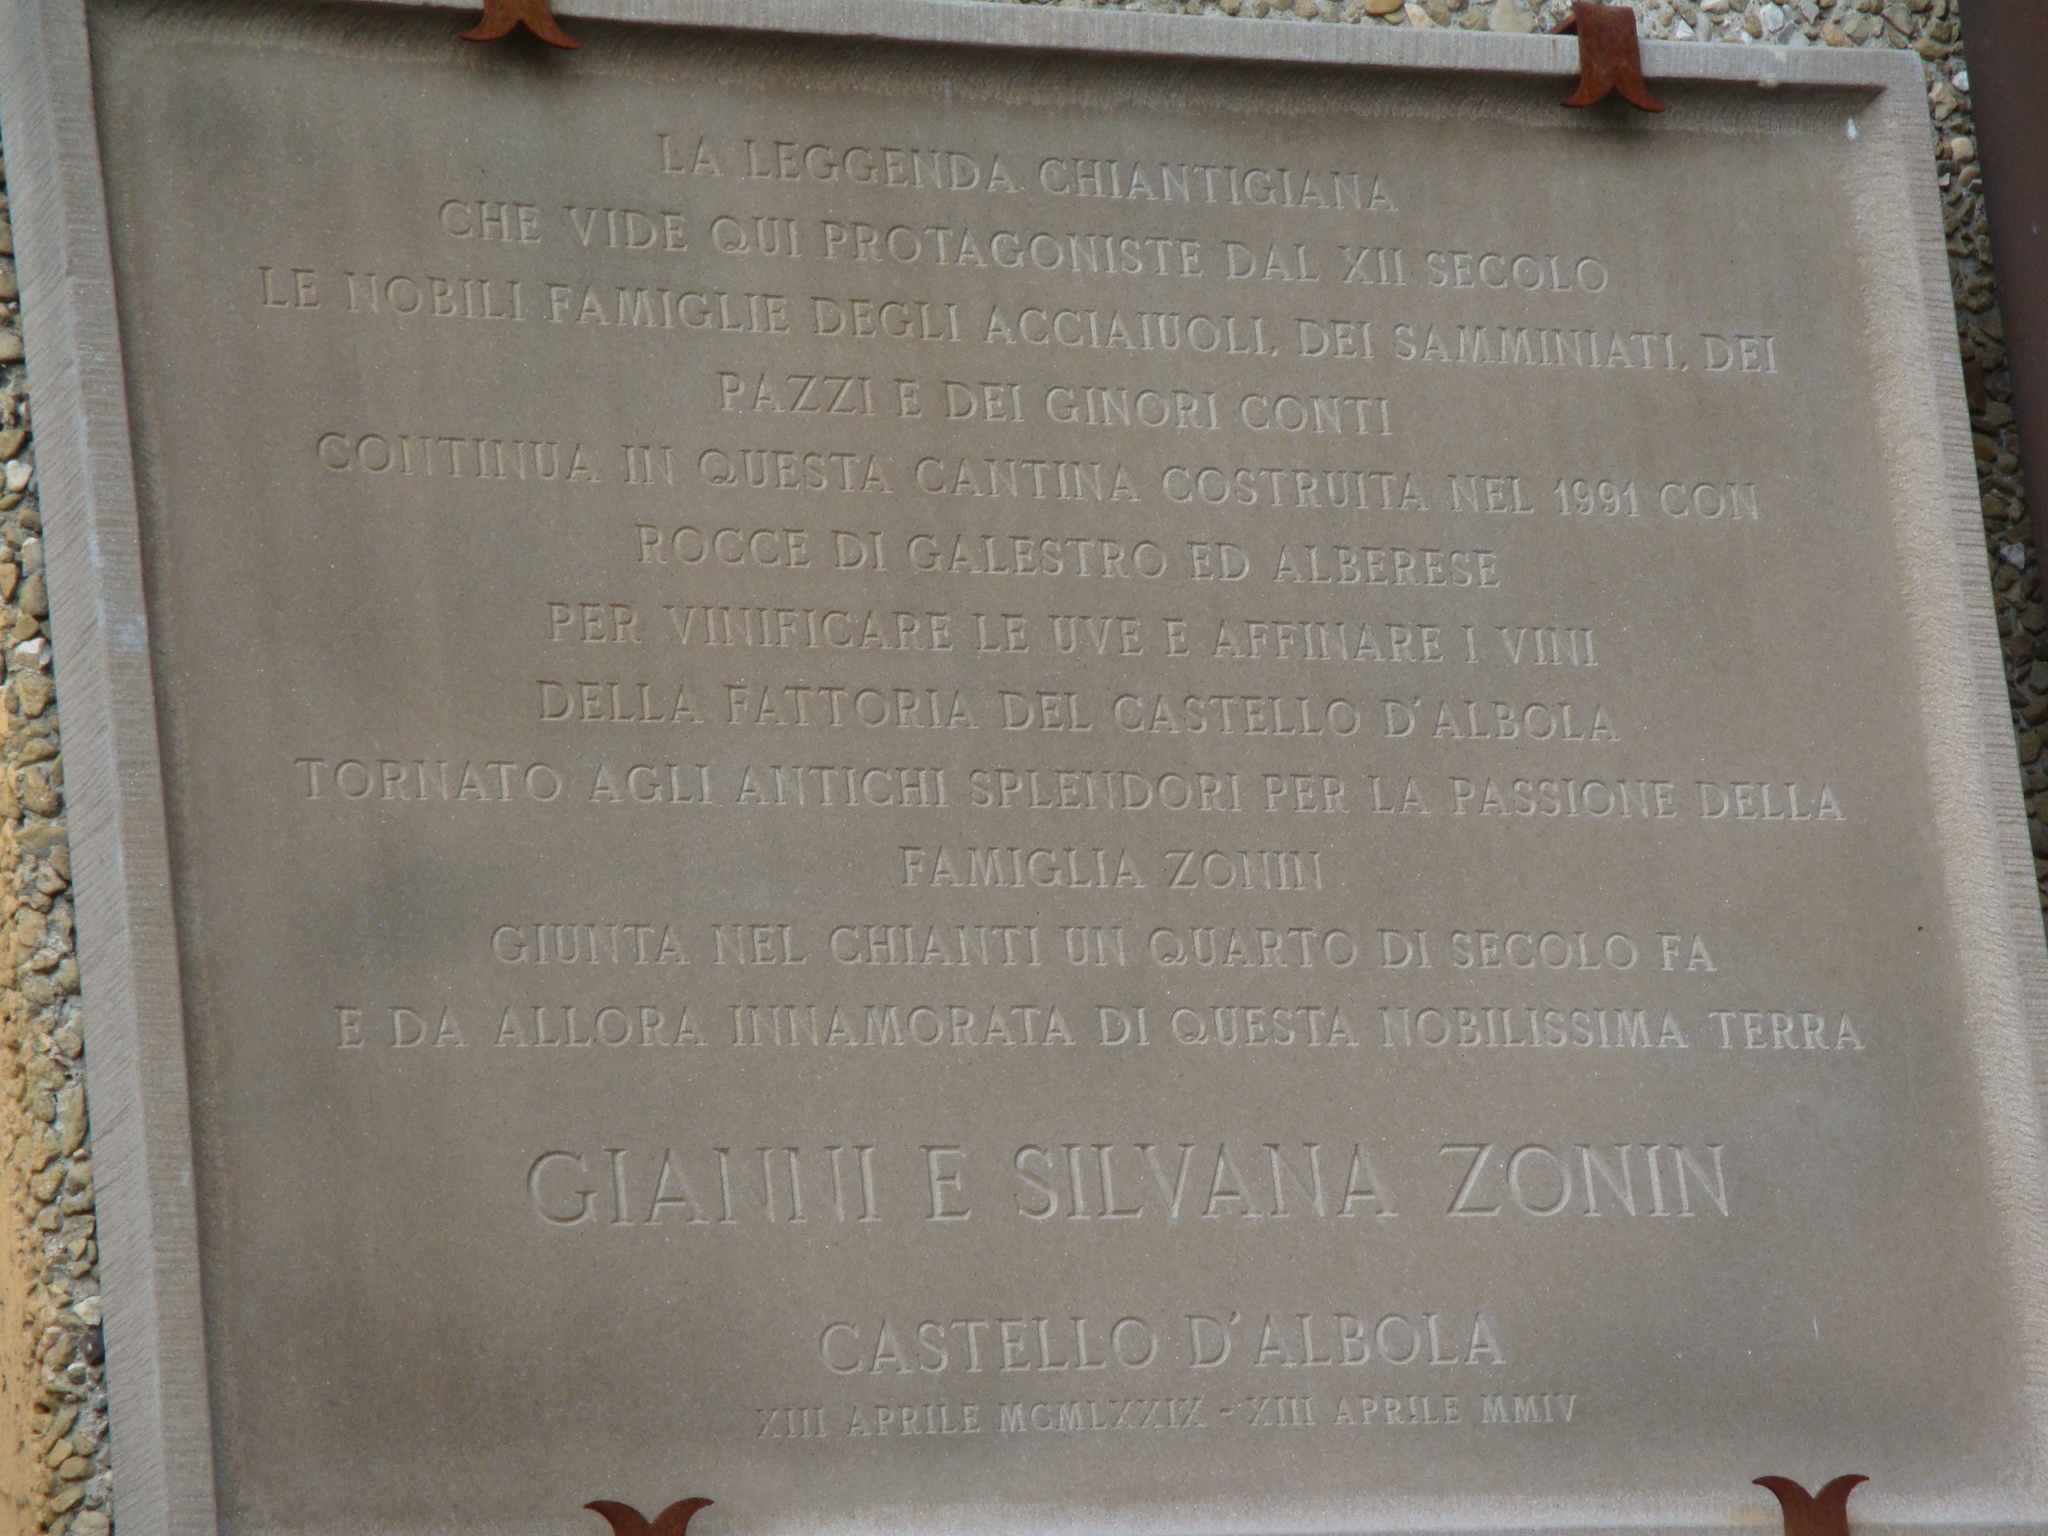 LA LEGGENDA CHIANTIGIANA
CHE VIDE QUI PROTAGONISTE DAL XII SECOLO
LE NOBILI FAMIGLIE DEGLI ACCIAIUOLI, DEI SAMMINIATI, DEI
PAZZI E DEI GINORI CONTI
CONTINUA IN QUESTA CANTINA COSTRUITA NEL 1991 CON
ROCCE DI GALESTRO ED ALBERESE
PER VINIFICARE LE UVE E AFFINARE I VINI
DELLA FATTORIA DEL CASTELLO D'ALBOLA
TORNATO AGLI ANTICHI SPLENDORI PER LA PASSIONE DELLA
FAMIGLIA ZONIN
GIUNTA NEL CHIANTI UN QUARTO DI SECOLO FA
E DA ALLORA INNAMORATA DI QUESTA NOBILISSIMA TERRA
GIANNI E SILVANA ZONIN
CASTELLO D'ALBOLA
XIII APRILE MCMLXXIX - XIII APRILE MMIV